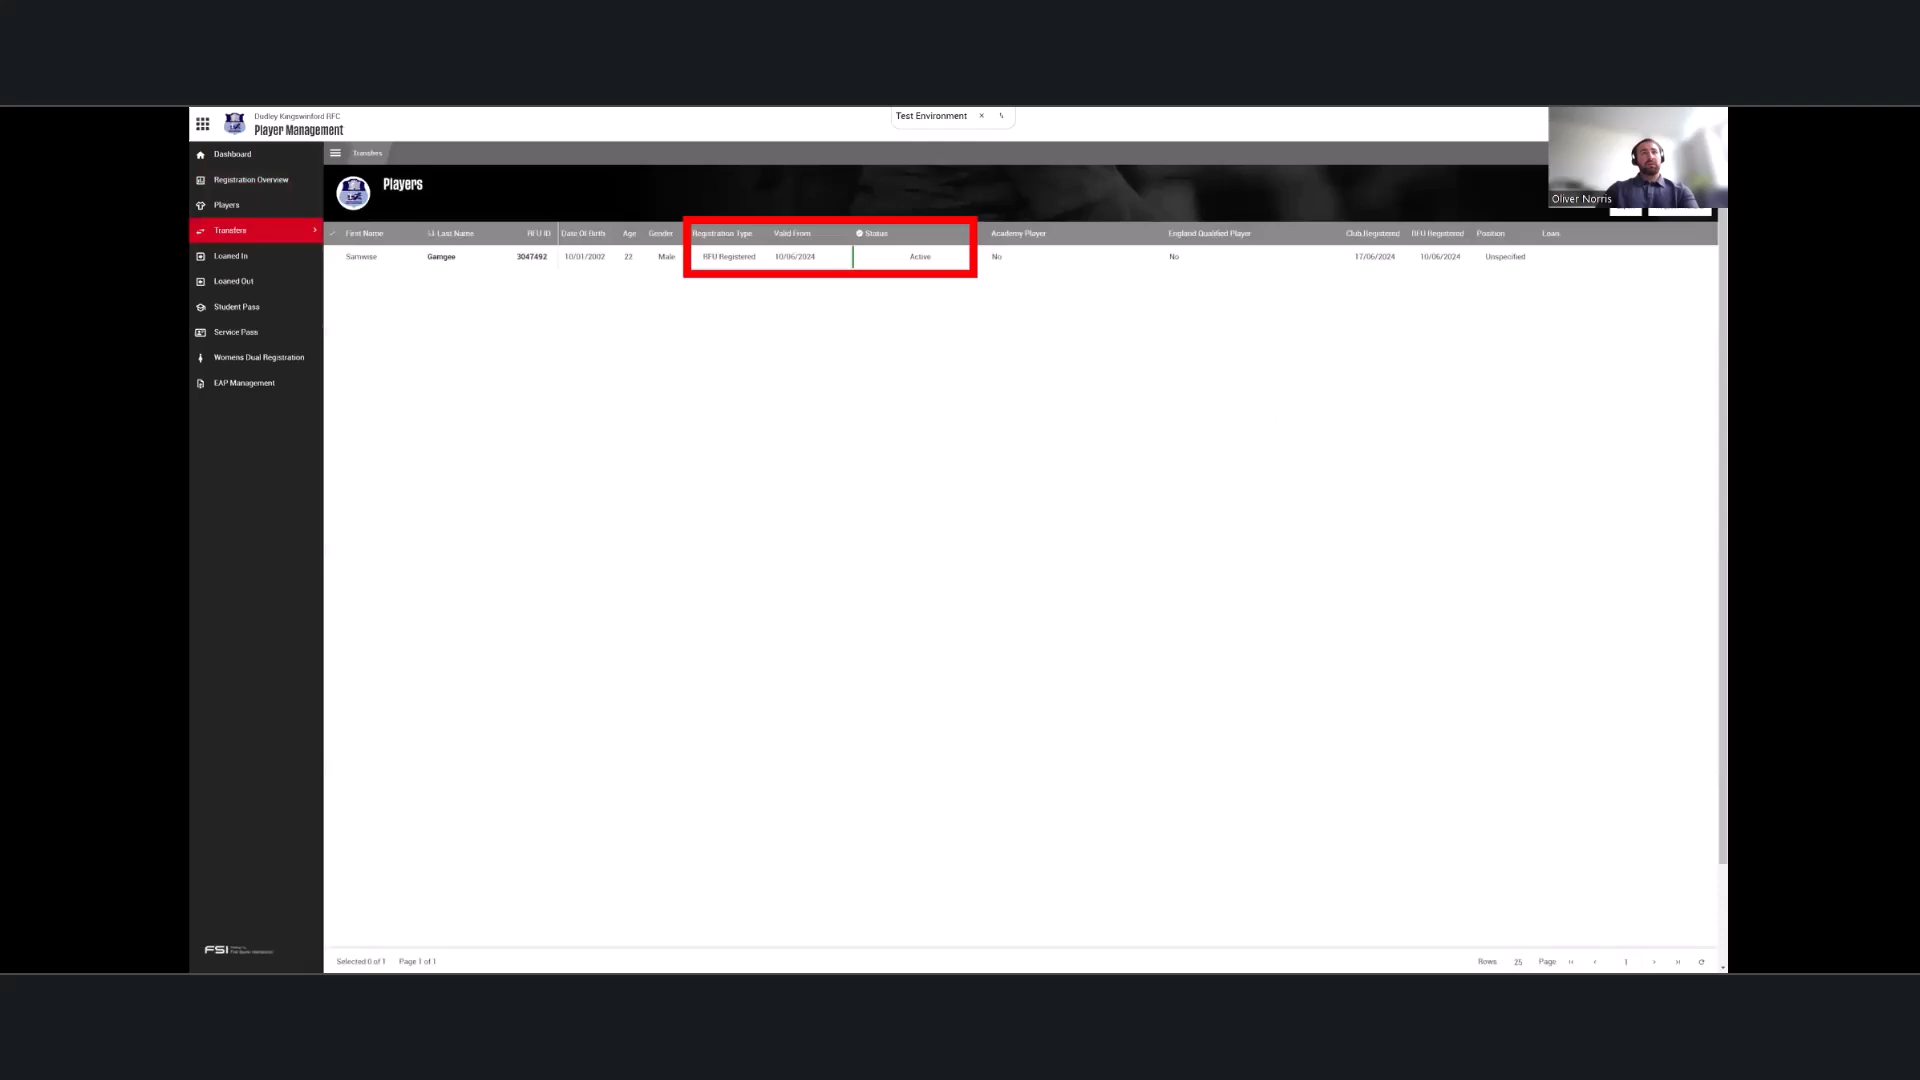 Dudley Kingswinford RFC
Player Management
Test Environment
Oliver Norris
Dashboard
Registration Overview
Players
Transfers
Loaned In
Loaned Out
Student Pass
Service Pass
Womens Dual Registration
EAP Management
FSI
Transfers
Players
First Name Last Name RFU ID Date Of Birth Age Gender Registration Type Valid From Status Academy Player England Qualified Player Club Registered RFU Registered Position Loan
Samwise Gamgee 3047492 10/01/2002 22 Male RFU Registered 10/06/2024 Active No No 17/06/2024 10/06/2024 Unspecified
Selected 0 of 1 Page 1 of 1 Rows 25 Page 1